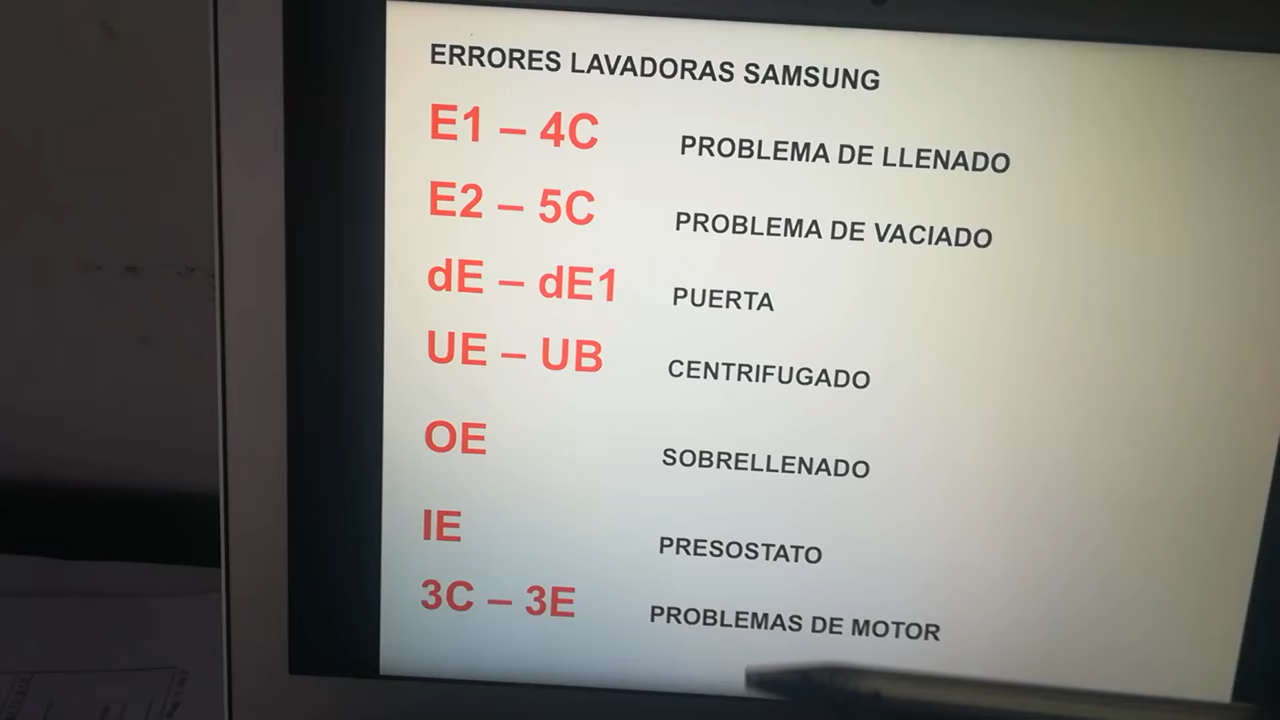 ERRORES LAVADORAS SAMSUNG
E1 – 4C PROBLEMA DE LLENADO
E2 – 5C PROBLEMA DE VACIADO
dE – dE1 PUERTA
UE – UB CENTRIFUGADO
OE SOBRELLENADO
IE PRESOSTATO
3C – 3E PROBLEMAS DE MOTOR